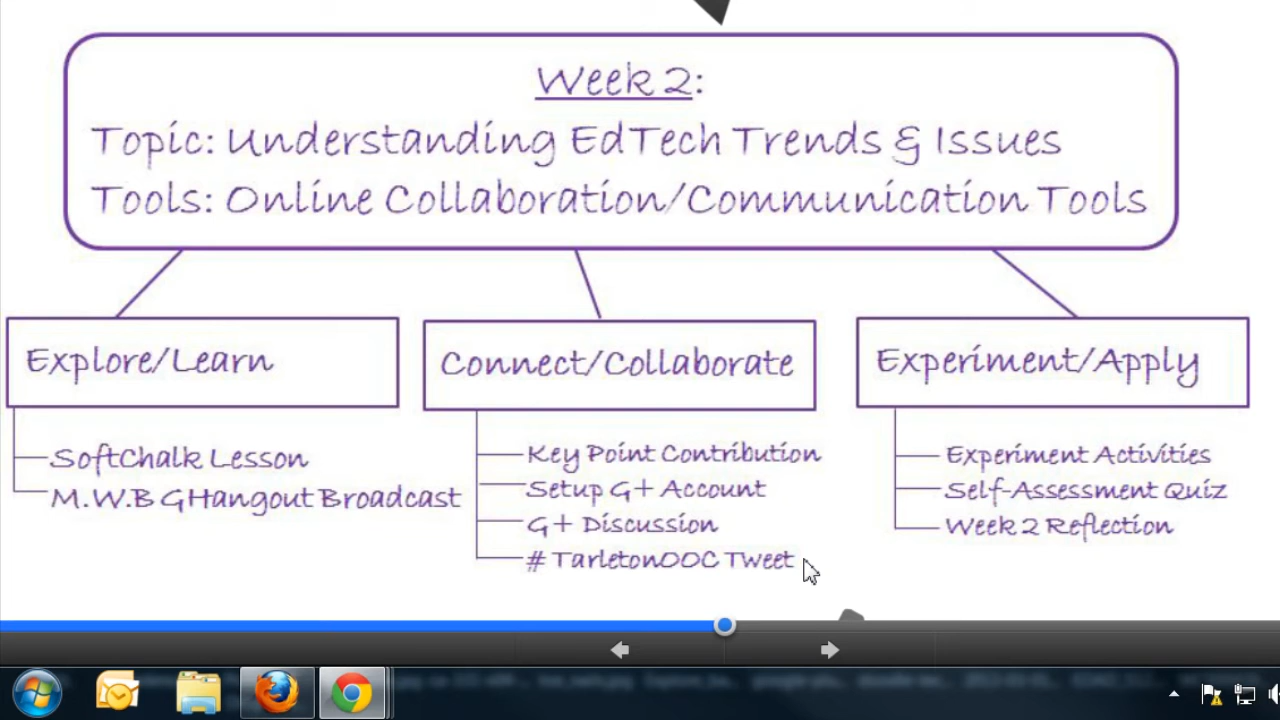 Week 2:
Topic: Understanding EdTech Trends & Issues
Tools: Online Collaboration/Communication Tools
Explore/Learn
SoftChalk Lesson
M.W.B GHangout Broadcast
Connect/Collaborate
Key Point Contribution
Setup G+ Account
G+ Discussion
# TarletonOOC Tweet
Experiment/Apply
Experiment Activities
Self-Assessment Quiz
Week 2 Reflection